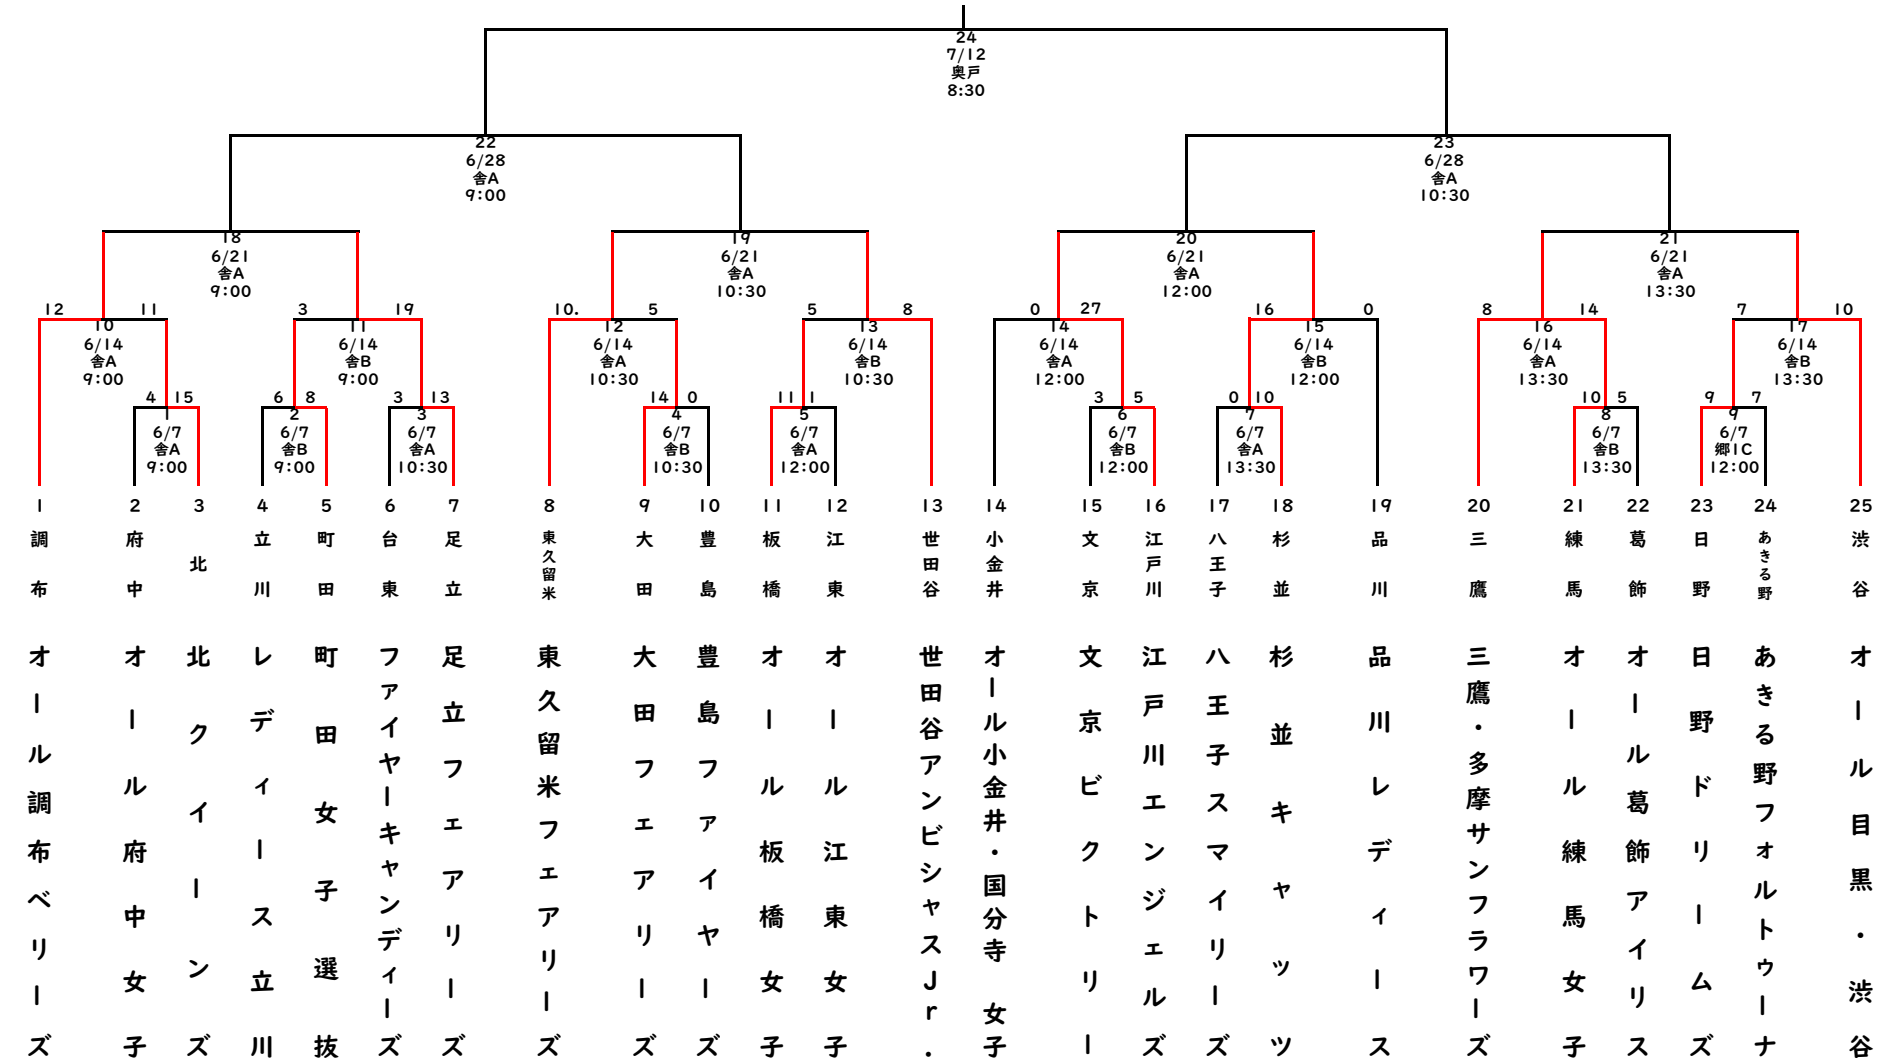 24
7/12
奥戸
8:30
22
6/28
舎A
9:00
23
6/28
舎A
10:30
18
6/21
舎A
9:00
19
6/21
舎A
10:30
20
6/21
舎A
12:00
21
6/21
舎A
13:30
12 11 3 19 10. 5 5 8 0 27 16 0 8 14 7 10
10
6/14
舎A
9:00
11
6/14
舎B
9:00
12
6/14
舎A
10:30
13
6/14
舎B
10:30
14
6/14
舎A
12:00
15
6/14
舎B
12:00
16
6/14
舎A
13:30
17
6/14
舎B
13:30
4 15 6 8 3 13 14 0 11 1 3 5 0 10 10 5 9 7
1
6/7
舎A
9:00
2
6/7
舎B
9:00
3
6/7
舎A
10:30
4
6/7
舎B
10:30
5
6/7
舎A
12:00
6
6/7
舎B
12:00
7
6/7
舎A
13:30
8
6/7
舎B
13:30
9
6/7
郷1C
12:00
1 2 3 4 5 6 7 8 9 10 11 12 13 14 15 16 17 18 19 20 21 22 23 24 25
調布
府中
北
立川
町田
台東
足立
東久留米
大田
豊島
板橋
江東
世田谷
小金井
文京
江戸川
八王子
杉並
品川
三鷹
練馬
葛飾
日野
あきる野
渋谷
オール調布ベリーズ
オール府中女子
北クイーンズ
レディース立川
町田女子選抜
ファイヤーキャンディーズ
足立フェアリーズ
東久留米フェアリーズ
大田フェアリーズ
豊島ファイヤーズ
オール板橋女子
オール江東女子
世田谷アンビシャスJr.
オール小金井・国分寺 女子
文京ビクトリー
江戸川エンジェルズ
八王子スマイリーズ
杉並キャッツ
品川レディース
三鷹・多摩サンフラワーズ
オール練馬女子
オール葛飾アイリス
日野ドリームズ
あきる野フォルトゥーナ
オール目黒・渋谷